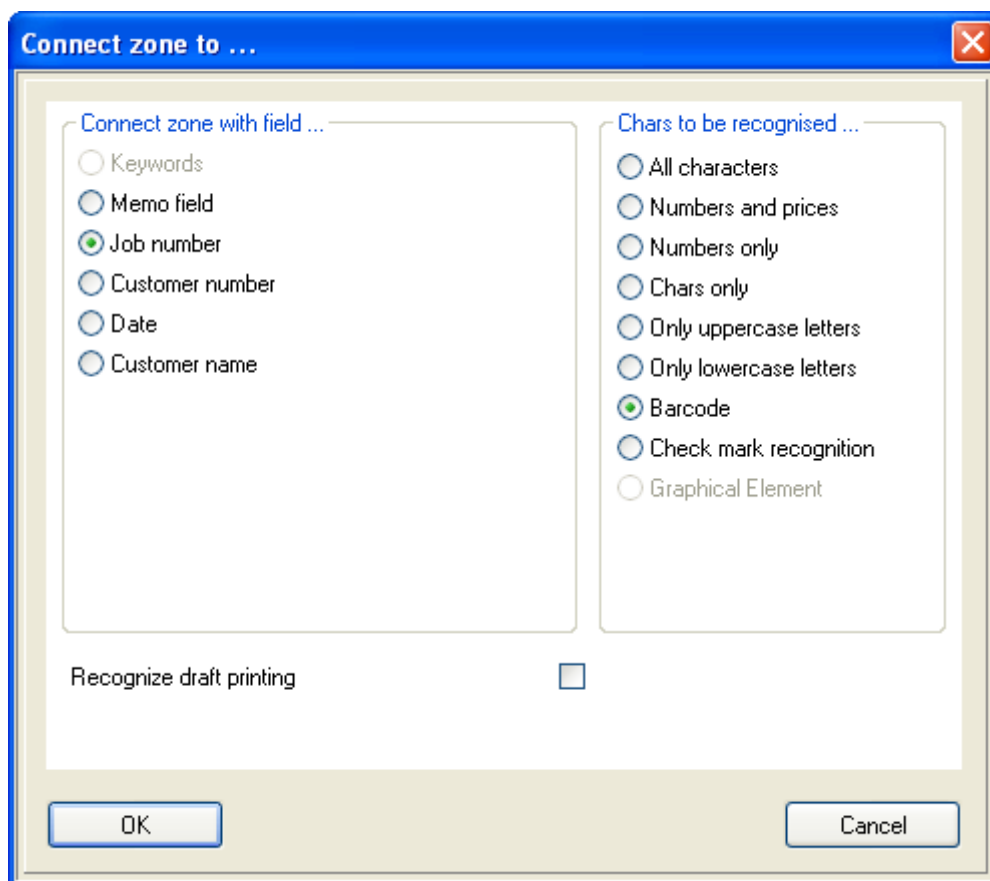 Connect zone to ...
Connect zone with field ...
Keywords
Memo field
Job number
Customer number
Date
Customer name
Chars to be recognised ...
All characters
Numbers and prices
Numbers only
Chars only
Only uppercase letters
Only lowercase letters
Barcode
Check mark recognition
Graphical Element
Recognize draft printing
OK
Cancel